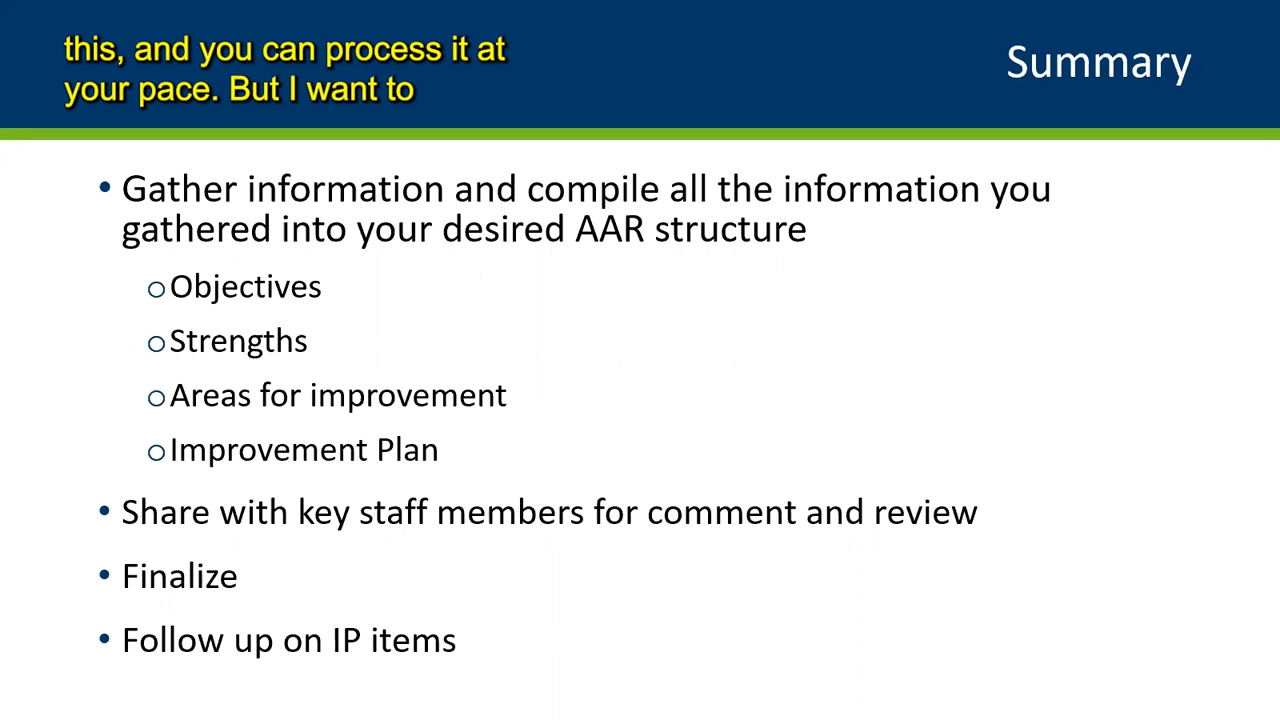 this, and you can process it at
your pace. But I want to
Summary
• Gather information and compile all the information you
gathered into your desired AAR structure
○ Objectives
○ Strengths
○ Areas for improvement
○ Improvement Plan
• Share with key staff members for comment and review
• Finalize
• Follow up on IP items